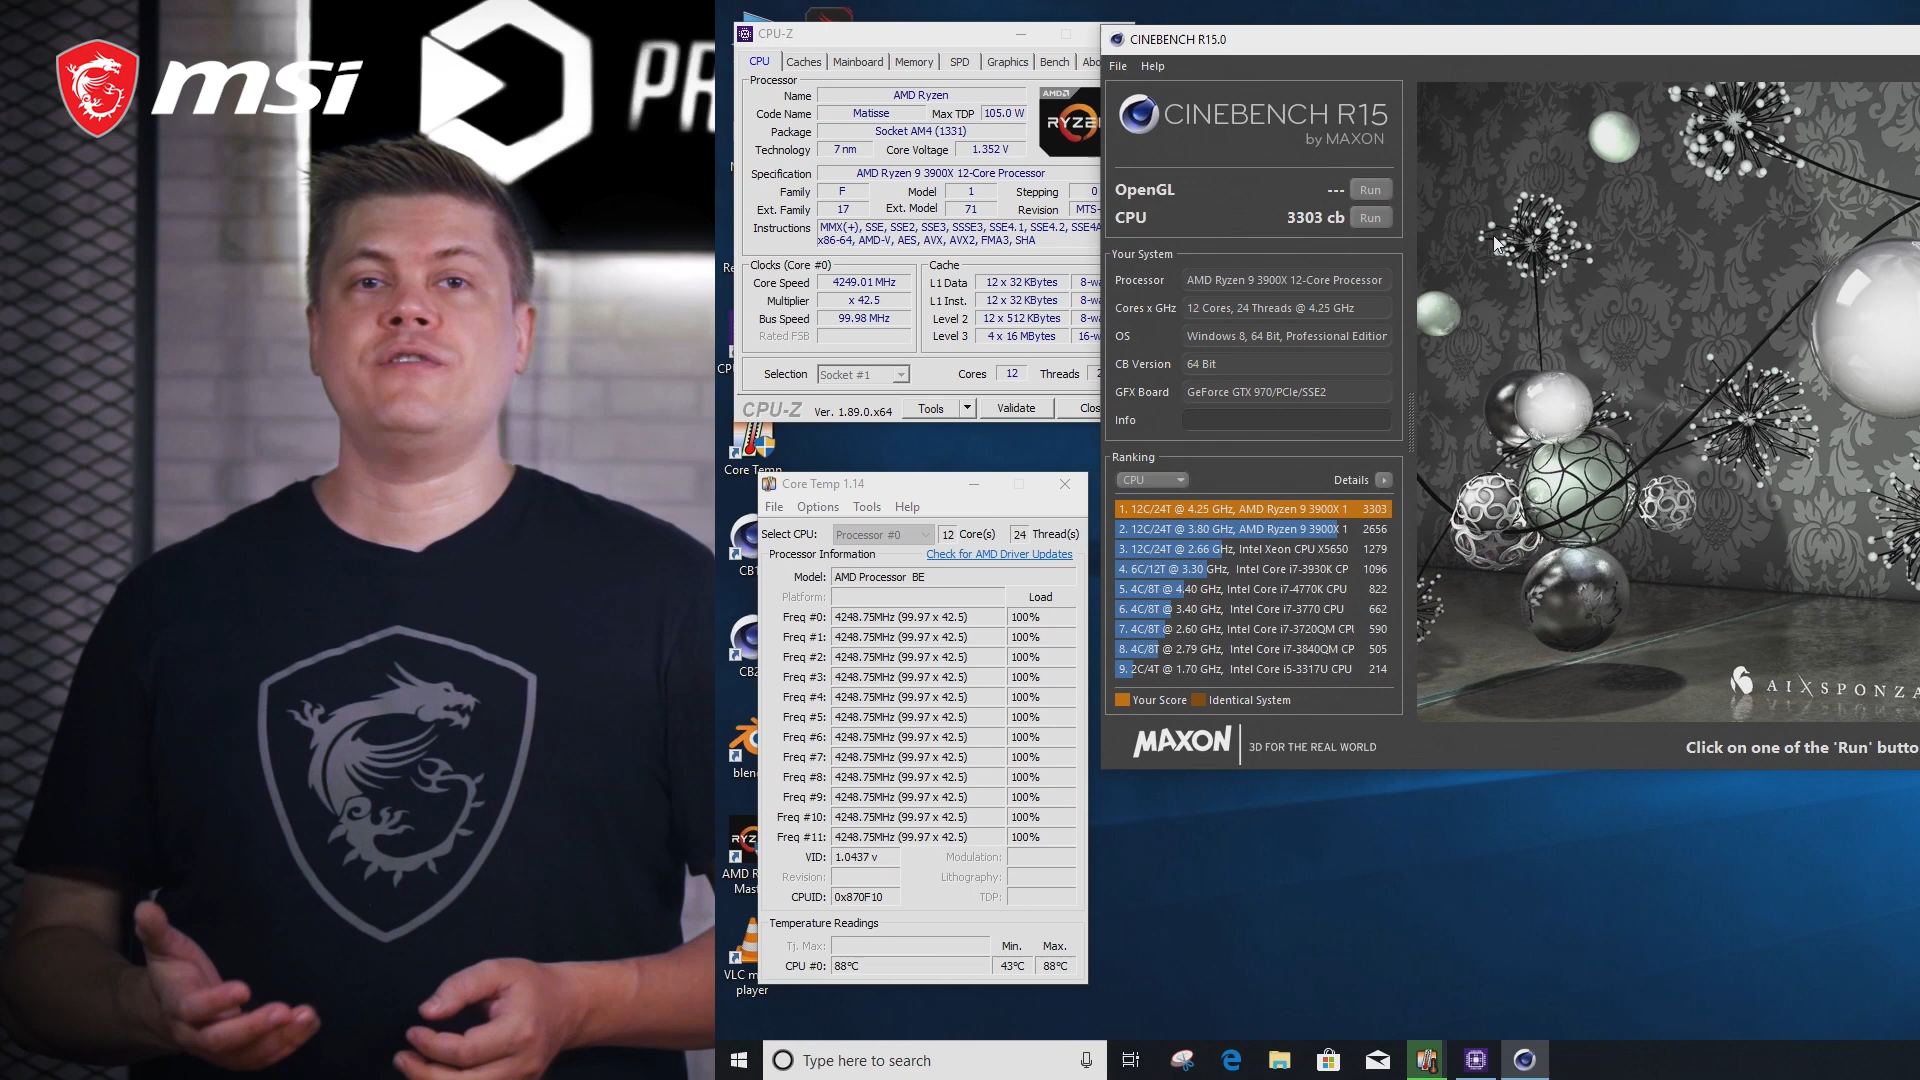 msi
PR
CPU-Z
CPU Caches Mainboard Memory SPD Graphics Bench Abo
Processor
Name AMD Ryzen
Code Name Matisse Max TDP 105.0 W
Package Socket AM4 (1331)
Technology 7 nm Core Voltage 1.352 V
AMD
RYZE
Specification AMD Ryzen 9 3900X 12-Core Processor
Family F Model 1 Stepping 0
Ext. Family 17 Ext. Model 71 Revision MTS-
Instructions MMX(+), SSE, SSE2, SSE3, SSSE3, SSE4.1, SSE4.2, SSE4A
x86-64, AMD-V, AES, AVX, AVX2, FMA3, SHA
Clocks (Core #0)
Core Speed 4249.01 MHz
Multiplier x 42.5
Bus Speed 99.98 MHz
Rated FSB
Cache
L1 Data 12 x 32 KBytes 8-wa
L1 Inst. 12 x 32 KBytes 8-wa
Level 2 12 x 512 KBytes 8-wa
Level 3 4 x 16 MBytes 16-w
Selection Socket #1 Cores 12 Threads 2
CPU-Z Ver. 1.89.0.x64 Tools Validate Clos
Re
CPU
Core Temp
CB1
CB2
blen
RYZ
AMD R
Mas
VLC m
player
Core Temp 1.14
File Options Tools Help
Select CPU: Processor #0 12 Core(s) 24 Thread(s)
Processor Information Check for AMD Driver Updates
Model: AMD Processor BE
Platform: Load
Freq #0: 4248.75MHz (99.97 x 42.5) 100%
Freq #1: 4248.75MHz (99.97 x 42.5) 100%
Freq #2: 4248.75MHz (99.97 x 42.5) 100%
Freq #3: 4248.75MHz (99.97 x 42.5) 100%
Freq #4: 4248.75MHz (99.97 x 42.5) 100%
Freq #5: 4248.75MHz (99.97 x 42.5) 100%
Freq #6: 4248.75MHz (99.97 x 42.5) 100%
Freq #7: 4248.75MHz (99.97 x 42.5) 100%
Freq #8: 4248.75MHz (99.97 x 42.5) 100%
Freq #9: 4248.75MHz (99.97 x 42.5) 100%
Freq #10: 4248.75MHz (99.97 x 42.5) 100%
Freq #11: 4248.75MHz (99.97 x 42.5) 100%
VID: 1.0437 v Modulation:
Revision: Lithography:
CPUID: 0x870F10 TDP:
Temperature Readings
Tj. Max: Min. Max.
CPU #0: 88°C 43°C 88°C
CINEBENCH R15.0
File Help
CINEBENCH R15
by MAXON
OpenGL --- Run
CPU 3303 cb Run
Your System
Processor AMD Ryzen 9 3900X 12-Core Processor
Cores x GHz 12 Cores, 24 Threads @ 4.25 GHz
OS Windows 8, 64 Bit, Professional Edition
CB Version 64 Bit
GFX Board GeForce GTX 970/PCIe/SSE2
Info
Ranking
CPU Details
1. 12C/24T @ 4.25 GHz, AMD Ryzen 9 3900X 1 3303
2. 12C/24T @ 3.80 GHz, AMD Ryzen 9 3900X 1 2656
3. 12C/24T @ 2.66 GHz, Intel Xeon CPU X5650 1279
4. 6C/12T @ 3.30 GHz, Intel Core i7-3930K CP 1096
5. 4C/8T @ 4.40 GHz, Intel Core i7-4770K CPU 822
6. 4C/8T @ 3.40 GHz, Intel Core i7-3770 CPU 662
7. 4C/8T @ 2.60 GHz, Intel Core i7-3720QM CPU 590
8. 4C/8T @ 2.79 GHz, Intel Core i7-3840QM CP 505
9. 2C/4T @ 1.70 GHz, Intel Core i5-3317U CPU 214
Your Score Identical System
MAXON 3D FOR THE REAL WORLD
AIXSPONZA
Click on one of the 'Run' butto
Type here to search